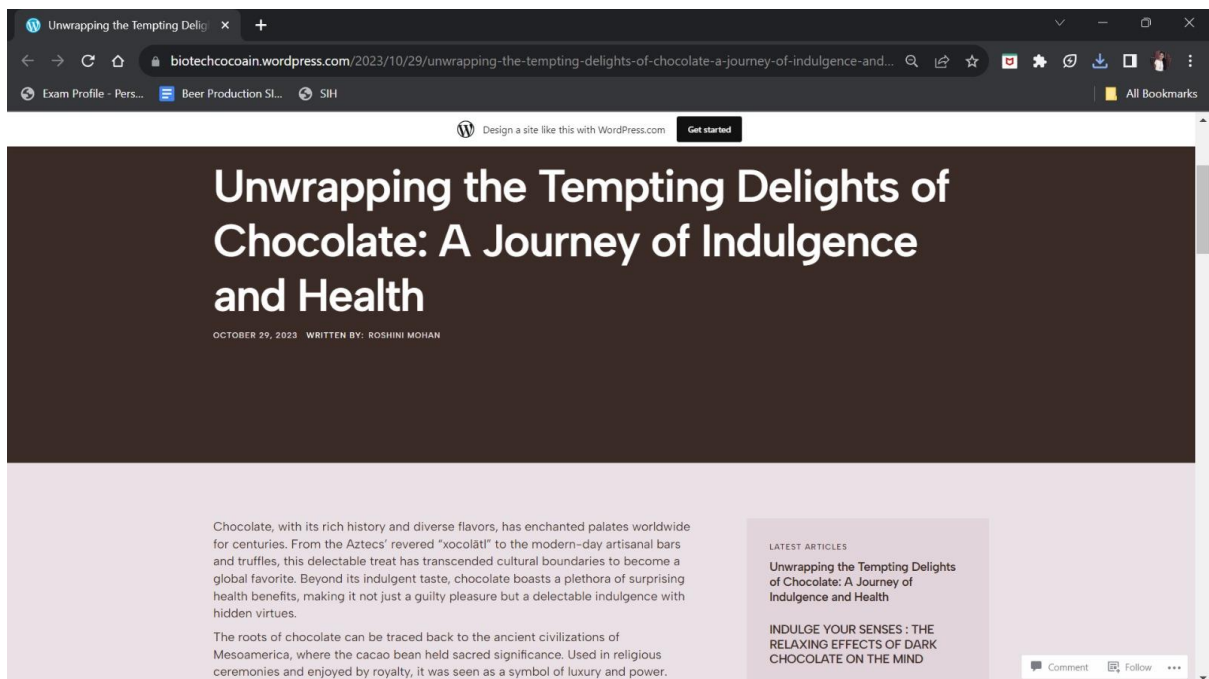 Unwrapping the Tempting Delig
biotechcocoain.wordpress.com/2023/10/29/unwrapping-the-tempting-delights-of-chocolate-a-journey-of-indulgence-and...
Exam Profile - Pers...
Beer Production Sl...
SIH
All Bookmarks
Design a site like this with WordPress.com
Get started
Unwrapping the Tempting Delights of
Chocolate: A Journey of Indulgence
and Health
OCTOBER 29, 2023 WRITTEN BY: ROSHINI MOHAN
Chocolate, with its rich history and diverse flavors, has enchanted palates worldwide
for centuries. From the Aztecs’ revered “xocolātl” to the modern-day artisanal bars
and truffles, this delectable treat has transcended cultural boundaries to become a
global favorite. Beyond its indulgent taste, chocolate boasts a plethora of surprising
health benefits, making it not just a guilty pleasure but a delectable indulgence with
hidden virtues.
The roots of chocolate can be traced back to the ancient civilizations of
Mesoamerica, where the cacao bean held sacred significance. Used in religious
ceremonies and enjoyed by royalty, it was seen as a symbol of luxury and power.
LATEST ARTICLES
Unwrapping the Tempting Delights
of Chocolate: A Journey of
Indulgence and Health
INDULGE YOUR SENSES : THE
RELAXING EFFECTS OF DARK
CHOCOLATE ON THE MIND
Comment
Follow